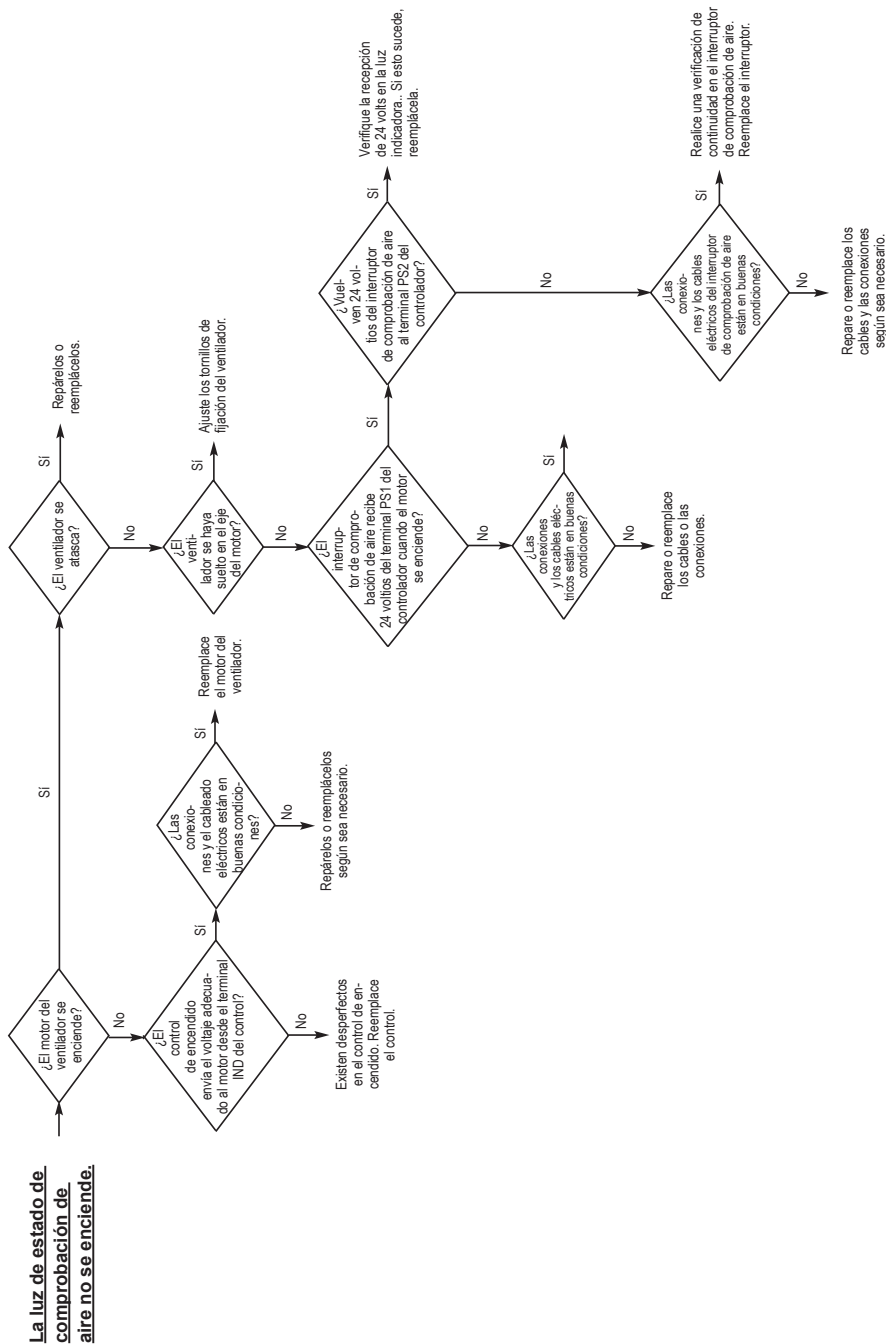 La luz de estado de
comprobación de
aire no se enciende.
¿El motor del
ventilador se
enciende?
Sí
No
¿El
control
de encendido
envía el voltaje adecua-
do al motor desde el terminal
IND del control?
Sí
No
Existen desperfectos
en el control de en-
cendido. Reemplace
el control.
¿Las
conexio-
nes y el cableado
eléctricos están en
buenas condicio-
nes?
Sí
Reemplace
el motor del
ventilador.
No
Repárelos o reemplácelos
según sea necesario.
¿El ventilador se
atasca?
Sí
Repárelos o
reemplácelos.
No
¿El
venti-
lador se haya
suelto en el eje
del motor?
Sí
Ajuste los tornillos de
fijación del ventilador.
No
¿El
interrup-
tor de compro-
bación de aire recibe
24 voltios del terminal PS1 del
controlador cuando el motor
se enciende?
Sí
No
¿Las
conexiones
y los cables eléc-
tricos están en buenas
condiciones?
Sí
No
Repare o reemplace
los cables o las
conexiones.
¿Vuel-
ven 24 vol-
tios del interruptor
de comprobación de aire
al terminal PS2 del
controlador?
Sí
Verifique la recepción
de 24 volts en la luz
indicadora.. Si esto sucede,
reemplácela.
No
¿Las
conexio-
nes y los cables
eléctricos del interruptor
de comprobación de aire
están en buenas
condiciones?
Sí
Realice una verificación de
continuidad en el interruptor
de comprobación de aire.
Reemplace el interruptor.
No
Repare o reemplace los
cables y las conexiones
según sea necesario.